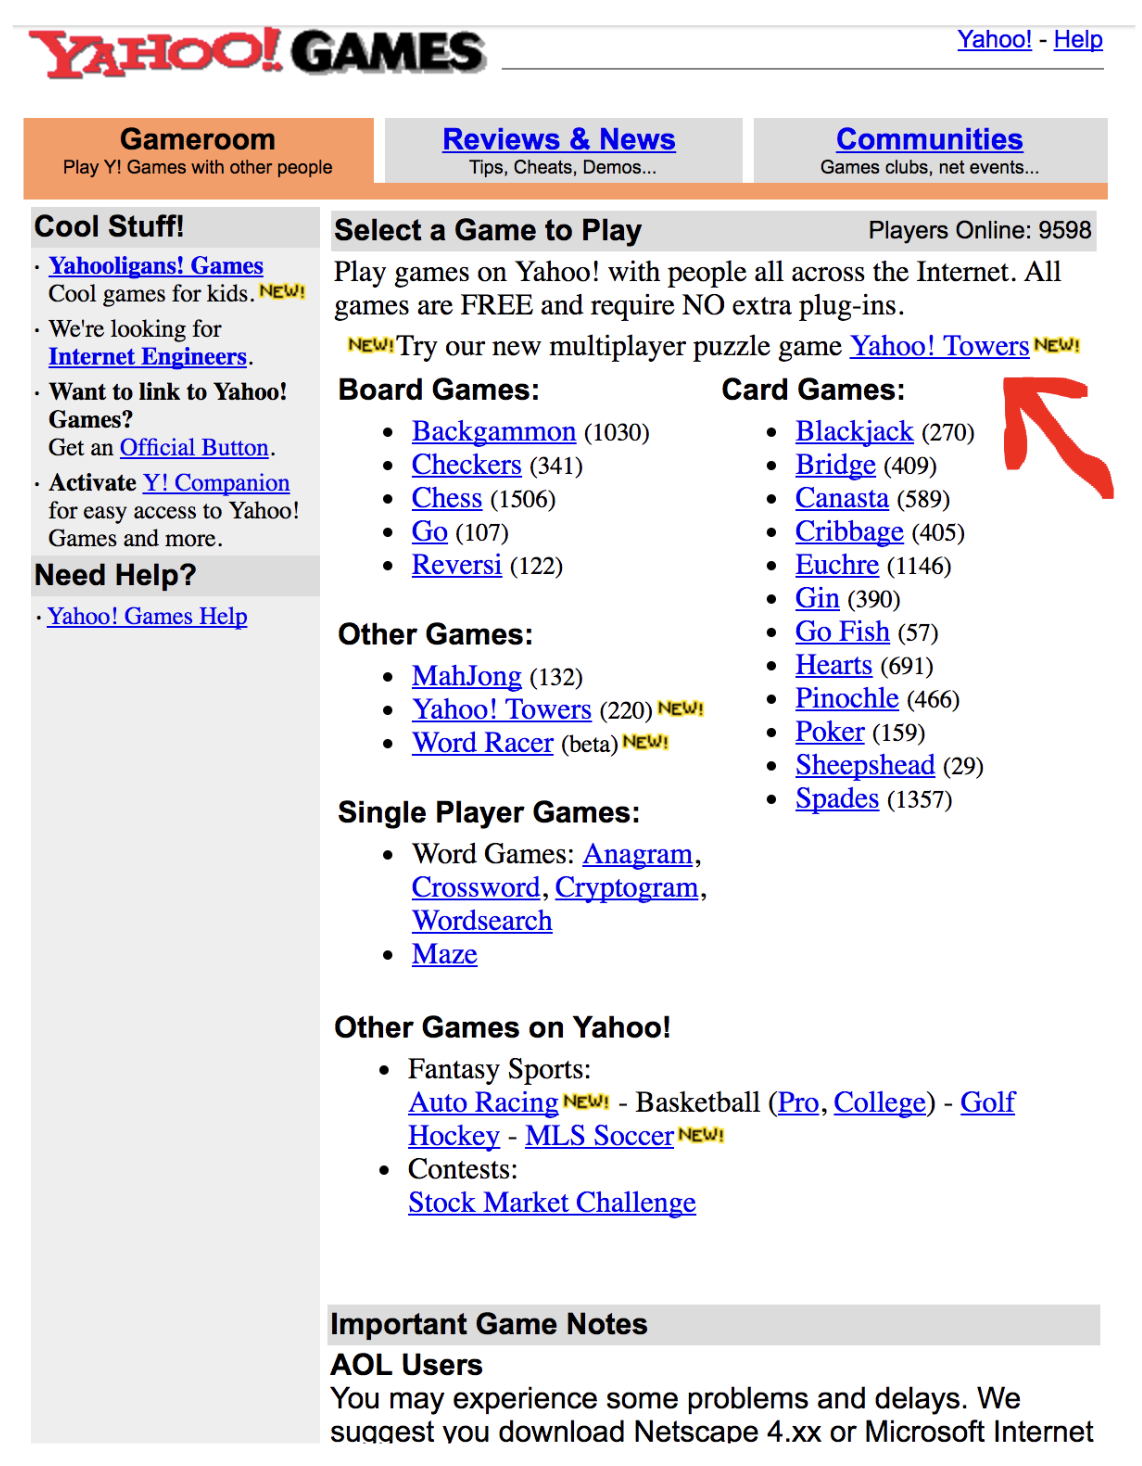 YAHOO! GAMES
Yahoo! - Help
Gameroom
Play Y! Games with other people
Reviews & News
Tips, Cheats, Demos...
Communities
Games clubs, net events...
Cool Stuff!
· Yahooligans! Games
Cool games for kids. NEW!
· We're looking for
Internet Engineers.
· Want to link to Yahoo!
Games?
Get an Official Button.
· Activate Y! Companion
for easy access to Yahoo!
Games and more.
Need Help?
· Yahoo! Games Help
Select a Game to Play
Players Online: 9598
Play games on Yahoo! with people all across the Internet. All
games are FREE and require NO extra plug-ins.
NEW! Try our new multiplayer puzzle game Yahoo! Towers NEW!
Board Games:
• Backgammon (1030)
• Checkers (341)
• Chess (1506)
• Go (107)
• Reversi (122)
Other Games:
• MahJong (132)
• Yahoo! Towers (220) NEW!
• Word Racer (beta) NEW!
Single Player Games:
• Word Games: Anagram,
Crossword, Cryptogram,
Wordsearch
• Maze
Card Games:
• Blackjack (270)
• Bridge (409)
• Canasta (589)
• Cribbage (405)
• Euchre (1146)
• Gin (390)
• Go Fish (57)
• Hearts (691)
• Pinochle (466)
• Poker (159)
• Sheepshead (29)
• Spades (1357)
Other Games on Yahoo!
• Fantasy Sports:
Auto Racing NEW! - Basketball (Pro, College) - Golf
Hockey - MLS Soccer NEW!
• Contests:
Stock Market Challenge
Important Game Notes
AOL Users
You may experience some problems and delays. We
suggest you download Netscape 4.xx or Microsoft Internet